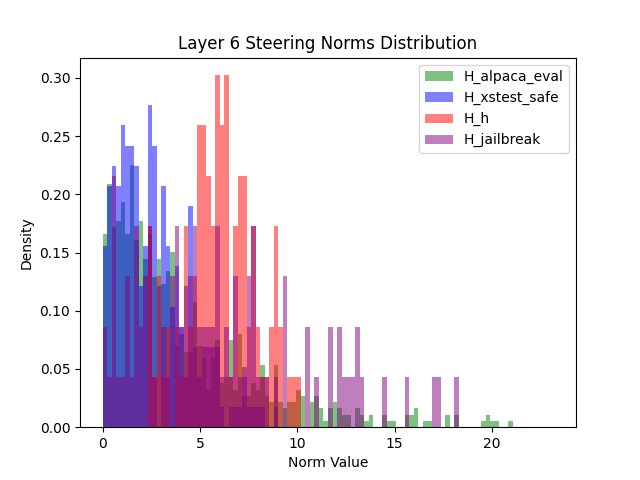 Layer 6 Steering Norms Distribution
H_alpaca_eval
H_xstest_safe
H_h
H_jailbreak
Density
0.30
0.25
0.20
0.15
0.10
0.05
0.00
0
5
10
15
20
Norm Value